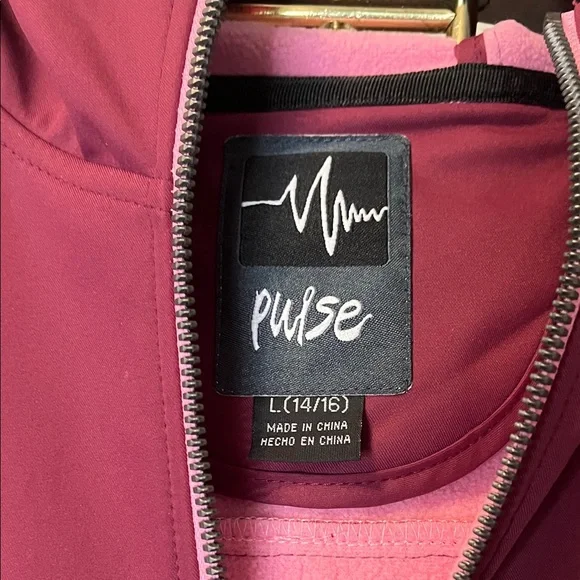 pulse
L(14/16)
MADE IN CHINA
HECHO EN CHINA